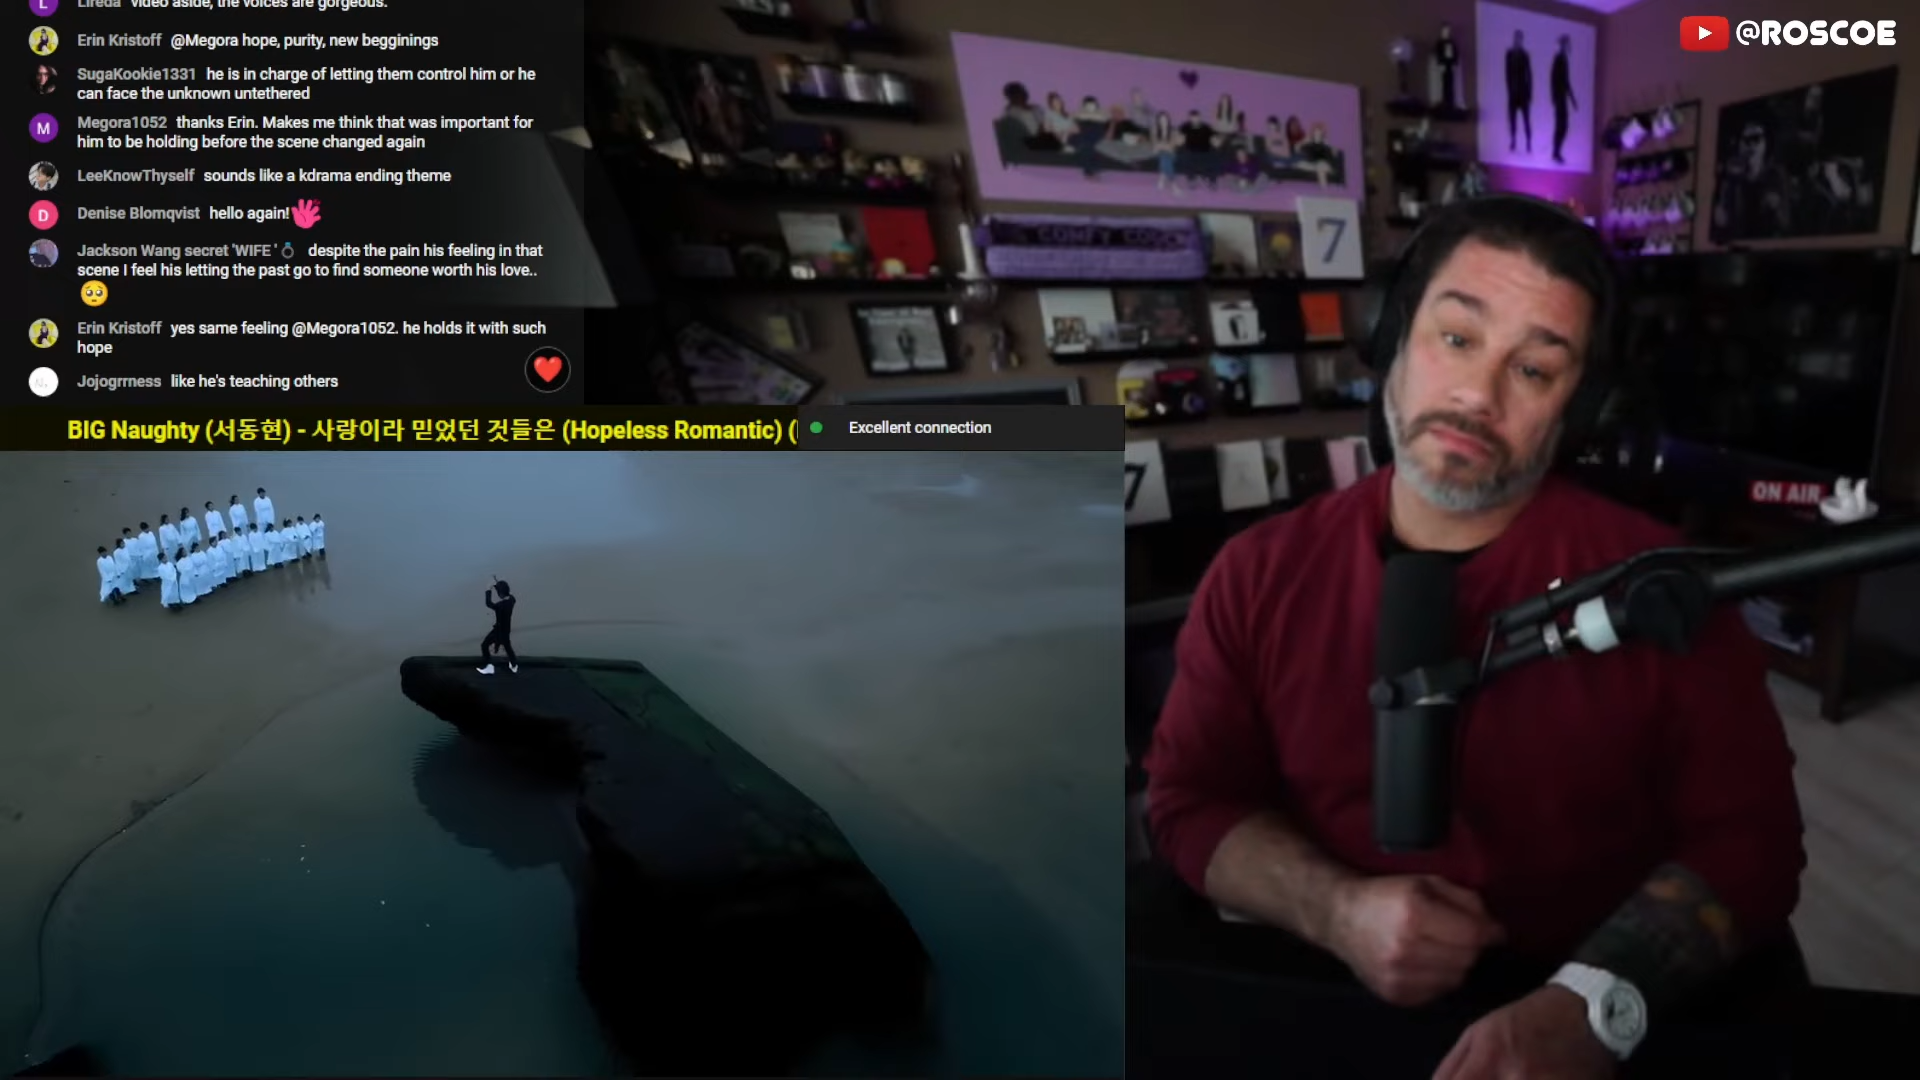 Lireda video aside, the voices are gorgeous.
Erin Kristoff @Megora hope, purity, new begginings
SugaKookie1331 he is in charge of letting them control him or he
can face the unknown untethered
M Megora1052 thanks Erin. Makes me think that was important for
him to be holding before the scene changed again
LeeKnowThyself sounds like a kdrama ending theme
D Denise Blomqvist hello again!
Jackson Wang secret 'WIFE ' despite the pain his feeling in that
scene I feel his letting the past go to find someone worth his love..
Erin Kristoff yes same feeling @Megora1052. he holds it with such
hope
Jojogrrness like he's teaching others
BIG Naughty (서동현) - 사랑이라 믿었던 것들은 (Hopeless Romantic) (
Excellent connection
@ROSCOE
COMFY COUCH
7
7
ON AIR